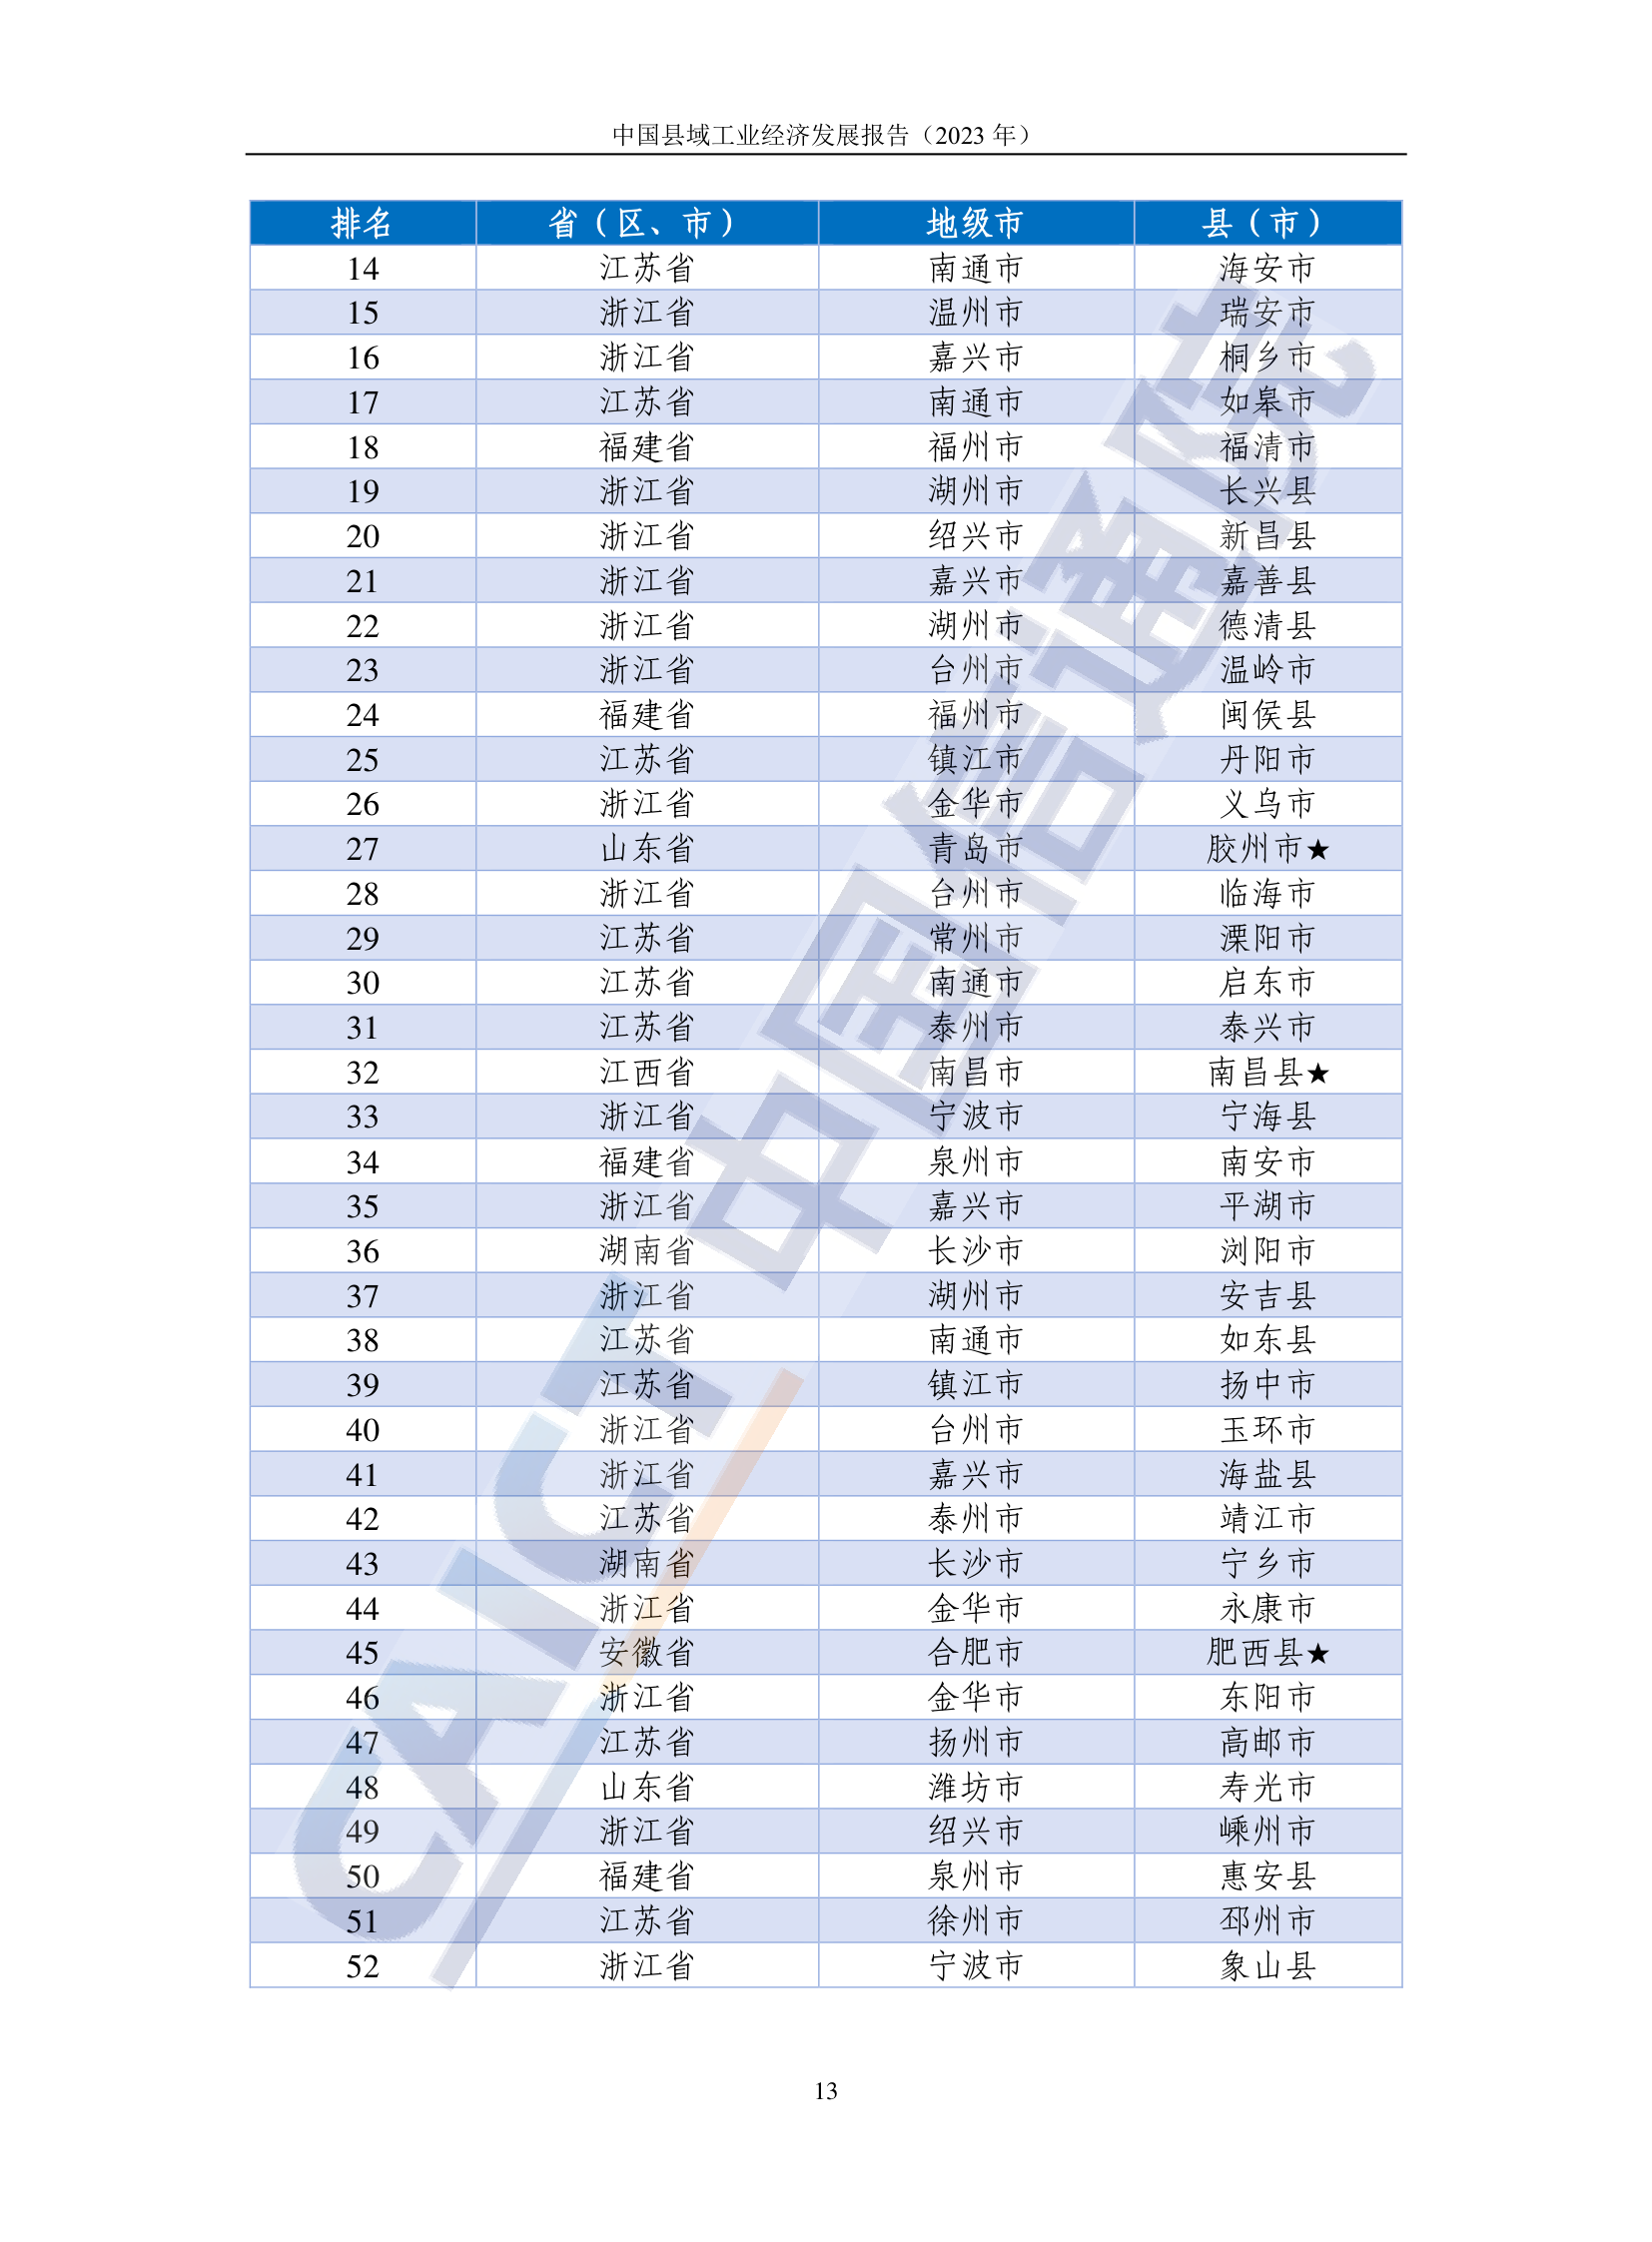 中国县域工业经济发展报告（2023 年）
排名 省（区、市） 地级市 县（市）
14 江苏省 南通市 海安市
15 浙江省 温州市 瑞安市
16 浙江省 嘉兴市 桐乡市
17 江苏省 南通市 如皋市
18 福建省 福州市 福清市
19 浙江省 湖州市 长兴县
20 浙江省 绍兴市 新昌县
21 浙江省 嘉兴市 嘉善县
22 浙江省 湖州市 德清县
23 浙江省 台州市 温岭市
24 福建省 福州市 闽侯县
25 江苏省 镇江市 丹阳市
26 浙江省 金华市 义乌市
27 山东省 青岛市 胶州市★
28 浙江省 台州市 临海市
29 江苏省 常州市 溧阳市
30 江苏省 南通市 启东市
31 江苏省 泰州市 泰兴市
32 江西省 南昌市 南昌县★
33 浙江省 宁波市 宁海县
34 福建省 泉州市 南安市
35 浙江省 嘉兴市 平湖市
36 湖南省 长沙市 浏阳市
37 浙江省 湖州市 安吉县
38 江苏省 南通市 如东县
39 江苏省 镇江市 扬中市
40 浙江省 台州市 玉环市
41 浙江省 嘉兴市 海盐县
42 江苏省 泰州市 靖江市
43 湖南省 长沙市 宁乡市
44 浙江省 金华市 永康市
45 安徽省 合肥市 肥西县★
46 浙江省 金华市 东阳市
47 江苏省 扬州市 高邮市
48 山东省 潍坊市 寿光市
49 浙江省 绍兴市 嵊州市
50 福建省 泉州市 惠安县
51 江苏省 徐州市 邳州市
52 浙江省 宁波市 象山县
CAICT 中国信通院
13